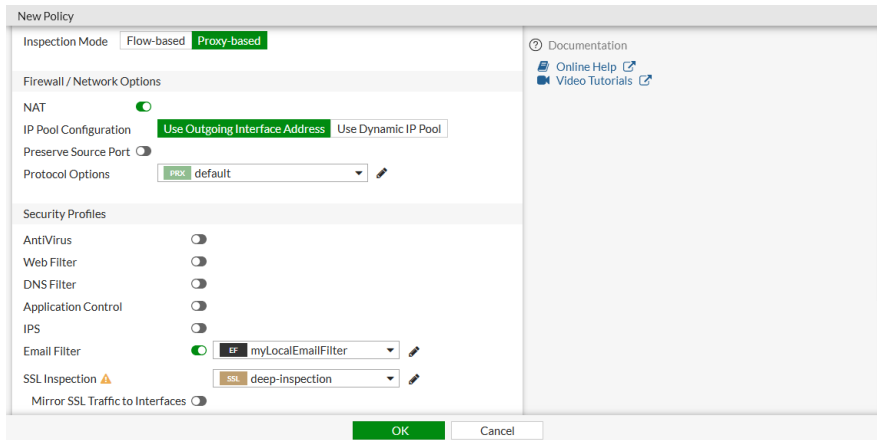 New Policy
Inspection Mode Flow-based Proxy-based
Documentation
Online Help
Video Tutorials
Firewall / Network Options
NAT
IP Pool Configuration Use Outgoing Interface Address Use Dynamic IP Pool
Preserve Source Port
Protocol Options PRX default
Security Profiles
AntiVirus
Web Filter
DNS Filter
Application Control
IPS
Email Filter EF myLocalEmailFilter
SSL Inspection SSL deep-inspection
Mirror SSL Traffic to Interfaces
OK Cancel